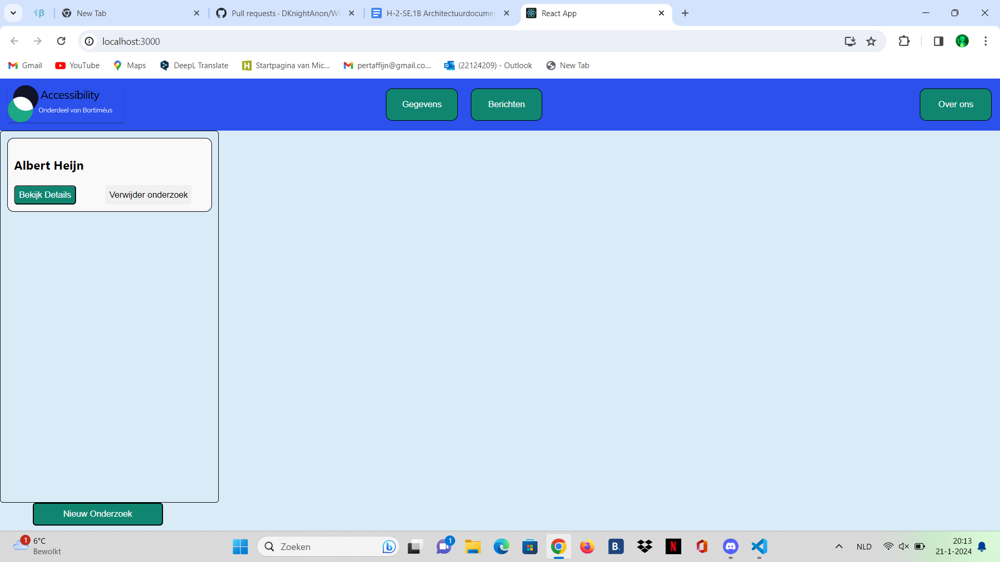 iβ
New Tab
Pull requests · DKnightAnon/W
H-2-SE.1B Architectuurdocumen
React App
localhost:3000
Gmail
YouTube
Maps
DeepL Translate
Startpagina van Mic...
pertaffijn@gmail.co...
(22124209) - Outlook
New Tab
Accessibility
Onderdeel van Bartiméus
Gegevens
Berichten
Over ons
Albert Heijn
Bekijk Details
Verwijder onderzoek
Nieuw Onderzoek
1
6°C
Bewolkt
Zoeken
1
B.
N
NLD
20:13
21-1-2024